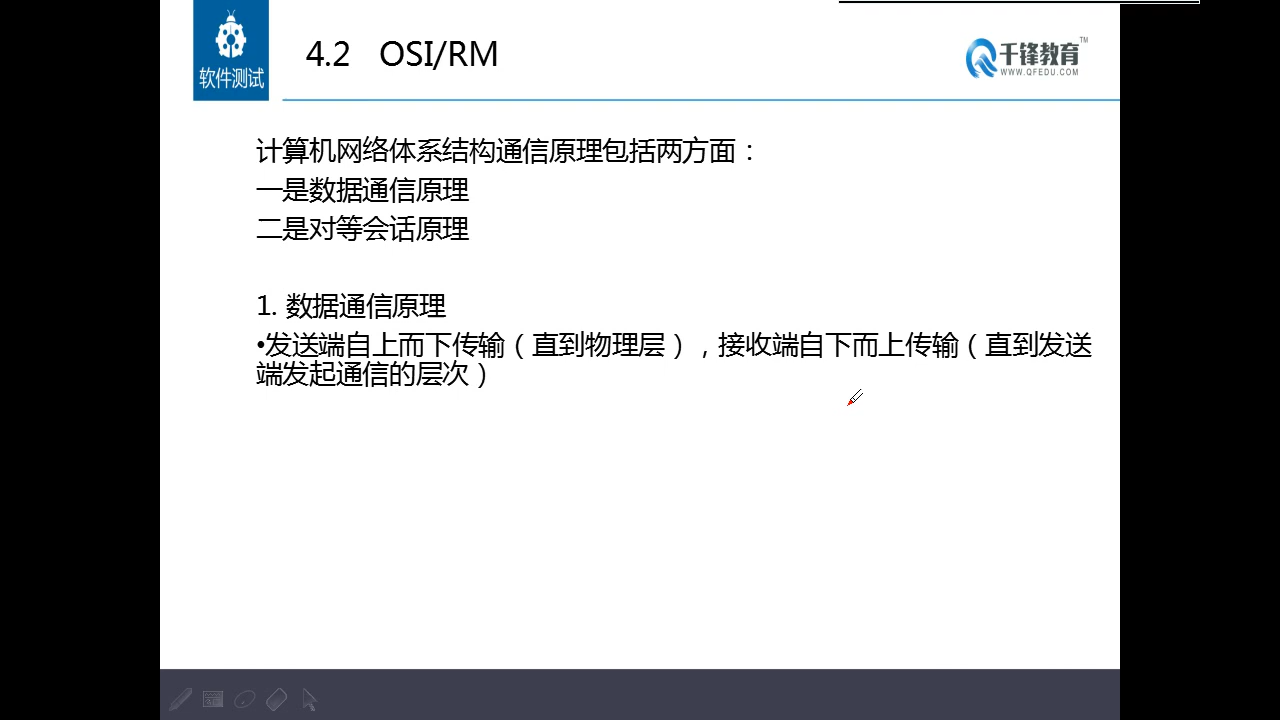 软件测试
4.2 OSI/RM
千锋教育™
WWW.QFEDU.COM
计算机网络体系结构通信原理包括两方面：
一是数据通信原理
二是对等会话原理
1. 数据通信原理
•发送端自上而下传输（直到物理层），接收端自下而上传输（直到发送
端发起通信的层次）